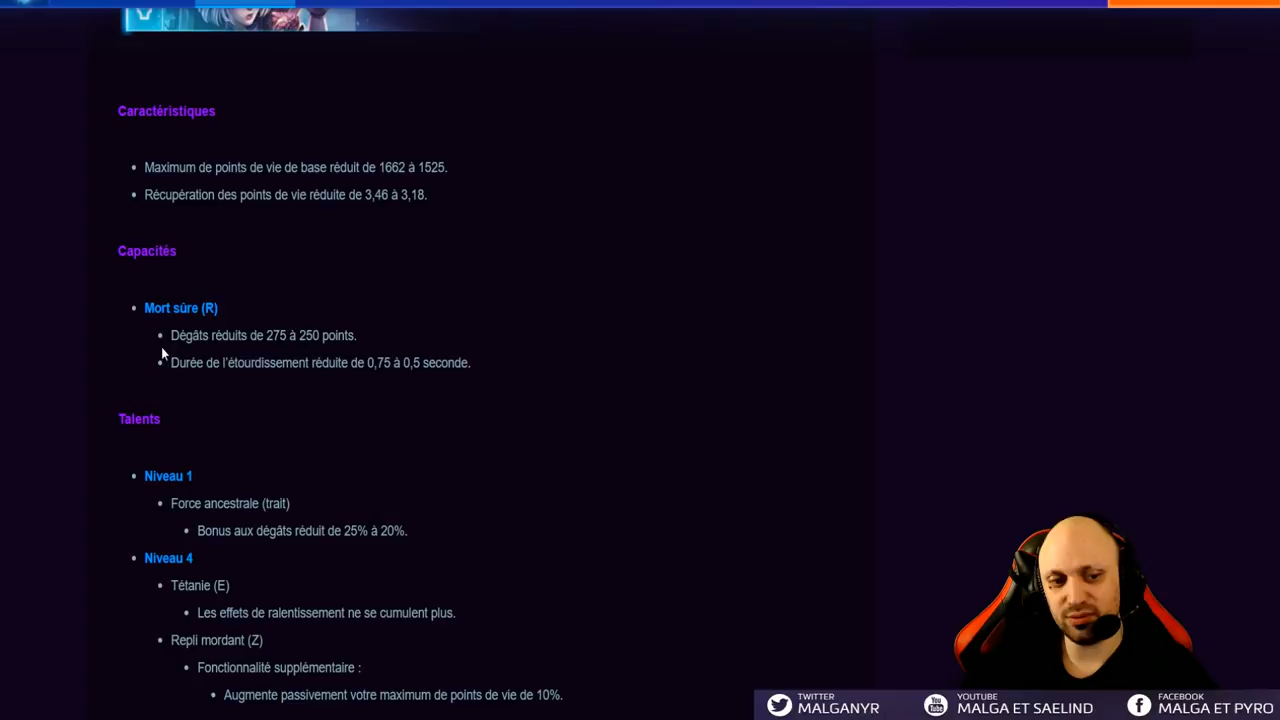 Caractéristiques
Maximum de points de vie de base réduit de 1662 à 1525.
Récupération des points de vie réduite de 3,46 à 3,18.
Capacités
Mort sûre (R)
Dégâts réduits de 275 à 250 points.
Durée de l'étourdissement réduite de 0,75 à 0,5 seconde.
Talents
Niveau 1
Force ancestrale (trait)
Bonus aux dégâts réduit de 25% à 20%.
Niveau 4
Tétanie (E)
Les effets de ralentissement ne se cumulent plus.
Repli mordant (Z)
Fonctionnalité supplémentaire :
Augmente passivement votre maximum de points de vie de 10%.
TWITTER
MALGANYR
YOUTUBE
MALGA ET SAELIND
FACEBOOK
MALGA ET PYRO